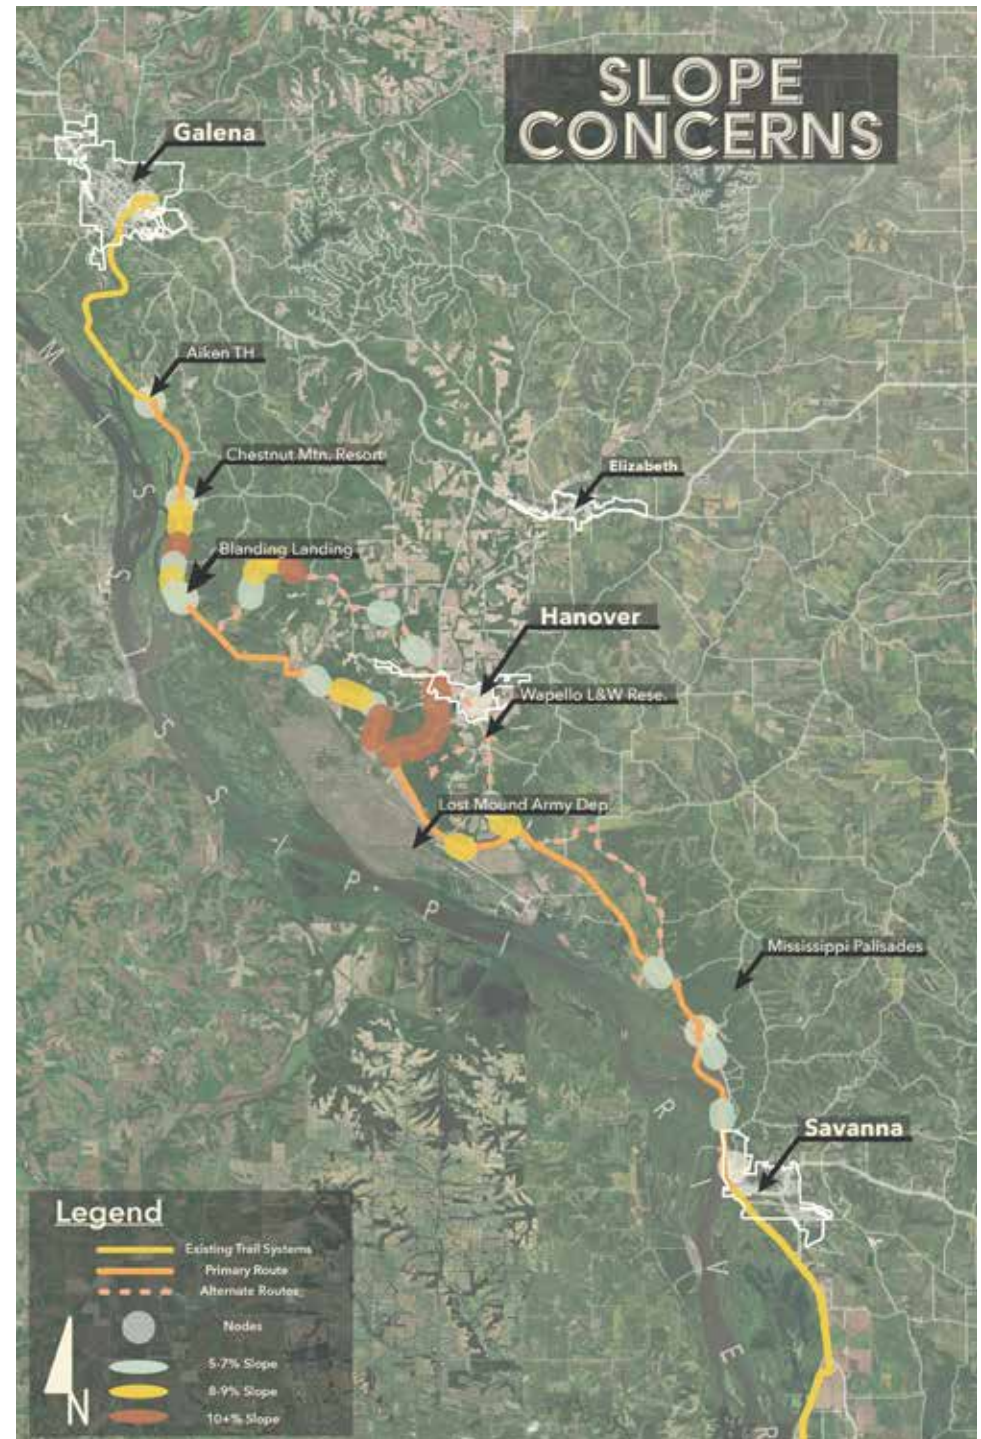 SLOPE
CONCERNS
Galena
Aiken TH
Chestnut Mtn. Resort
Elizabeth
Blanding Landing
Hanover
Wapello L&W Rese.
Lost Mound Army Dep
Mississippi Palisades
Savanna
MISSISSIPPI RIVER
Legend
Existing Trail Systems
Primary Route
Alternate Routes
Nodes
5-7% Slope
8-9% Slope
10+% Slope
N